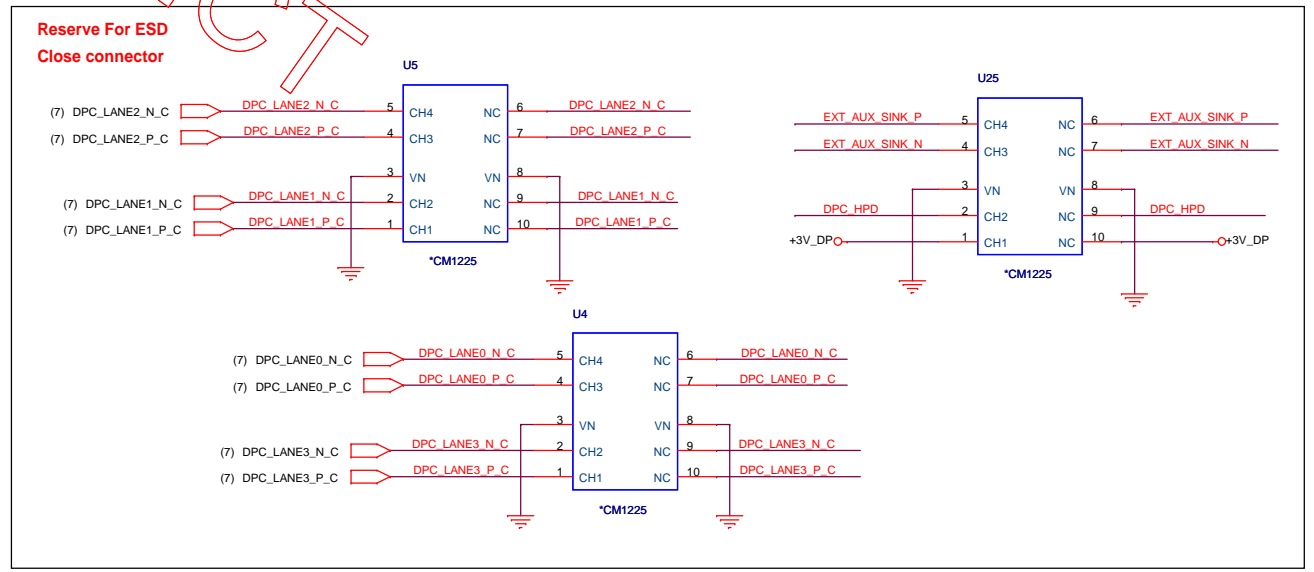 Reserve For ESD
Close connector
C T
U5
(7) DPC_LANE2_N_C DPC_LANE2_N_C 5 CH4 NC 6 DPC_LANE2_N_C
(7) DPC_LANE2_P_C DPC_LANE2_P_C 4 CH3 NC 7 DPC_LANE2_P_C
3 VN VN 8
(7) DPC_LANE1_N_C DPC_LANE1_N_C 2 CH2 NC 9 DPC_LANE1_N_C
(7) DPC_LANE1_P_C DPC_LANE1_P_C 1 CH1 NC 10 DPC_LANE1_P_C
*CM1225
U25
EXT_AUX_SINK_P 5 CH4 NC 6 EXT_AUX_SINK_P
EXT_AUX_SINK_N 4 CH3 NC 7 EXT_AUX_SINK_N
3 VN VN 8
DPC_HPD 2 CH2 NC 9 DPC_HPD
+3V_DP 1 CH1 NC 10 +3V_DP
*CM1225
U4
(7) DPC_LANE0_N_C DPC_LANE0_N_C 5 CH4 NC 6 DPC_LANE0_N_C
(7) DPC_LANE0_P_C DPC_LANE0_P_C 4 CH3 NC 7 DPC_LANE0_P_C
3 VN VN 8
(7) DPC_LANE3_N_C DPC_LANE3_N_C 2 CH2 NC 9 DPC_LANE3_N_C
(7) DPC_LANE3_P_C DPC_LANE3_P_C 1 CH1 NC 10 DPC_LANE3_P_C
*CM1225